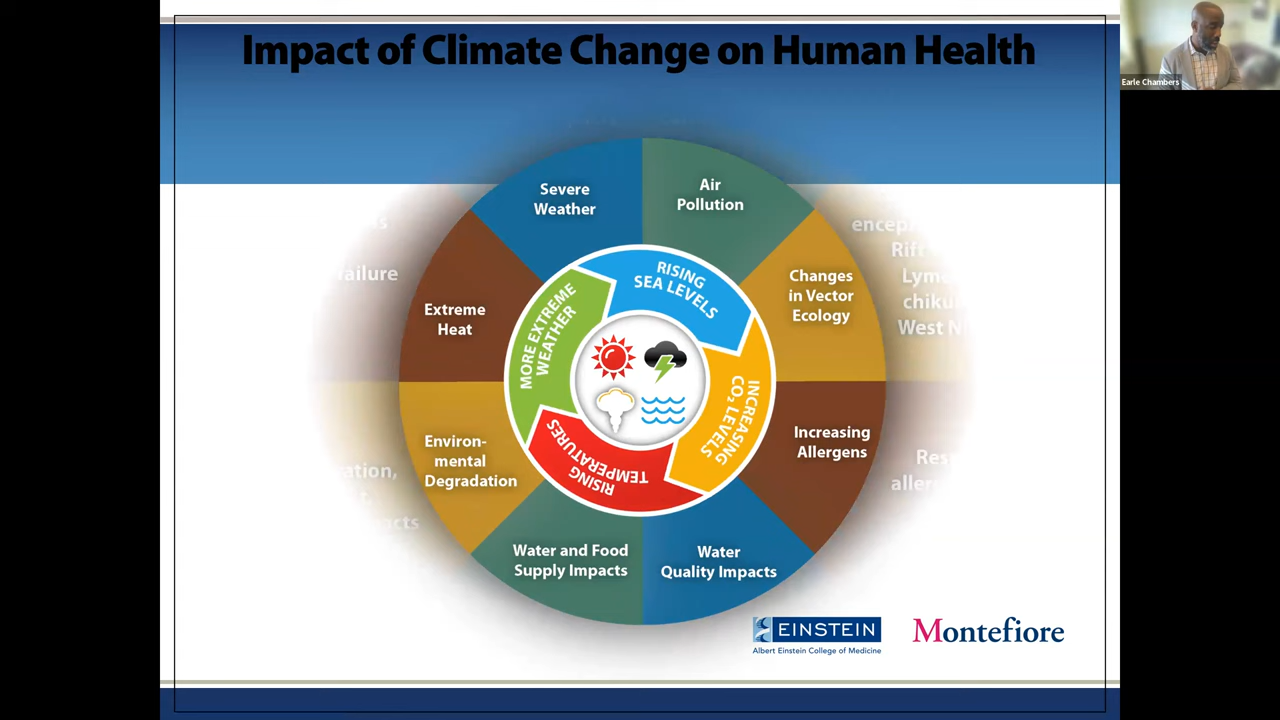 Impact of Climate Change on Human Health
Earle Chambers
Severe
Weather
Air
Pollution
Changes
in Vector
Ecology
Increasing
Allergens
Water
Quality Impacts
Water and Food
Supply Impacts
Environ-
mental
Degradation
Extreme
Heat
RISING
SEA LEVELS
INCREASING
CO₂ LEVELS
RISING
TEMPERATURES
MORE EXTREME
WEATHER
EINSTEIN
Albert Einstein College of Medicine
Montefiore